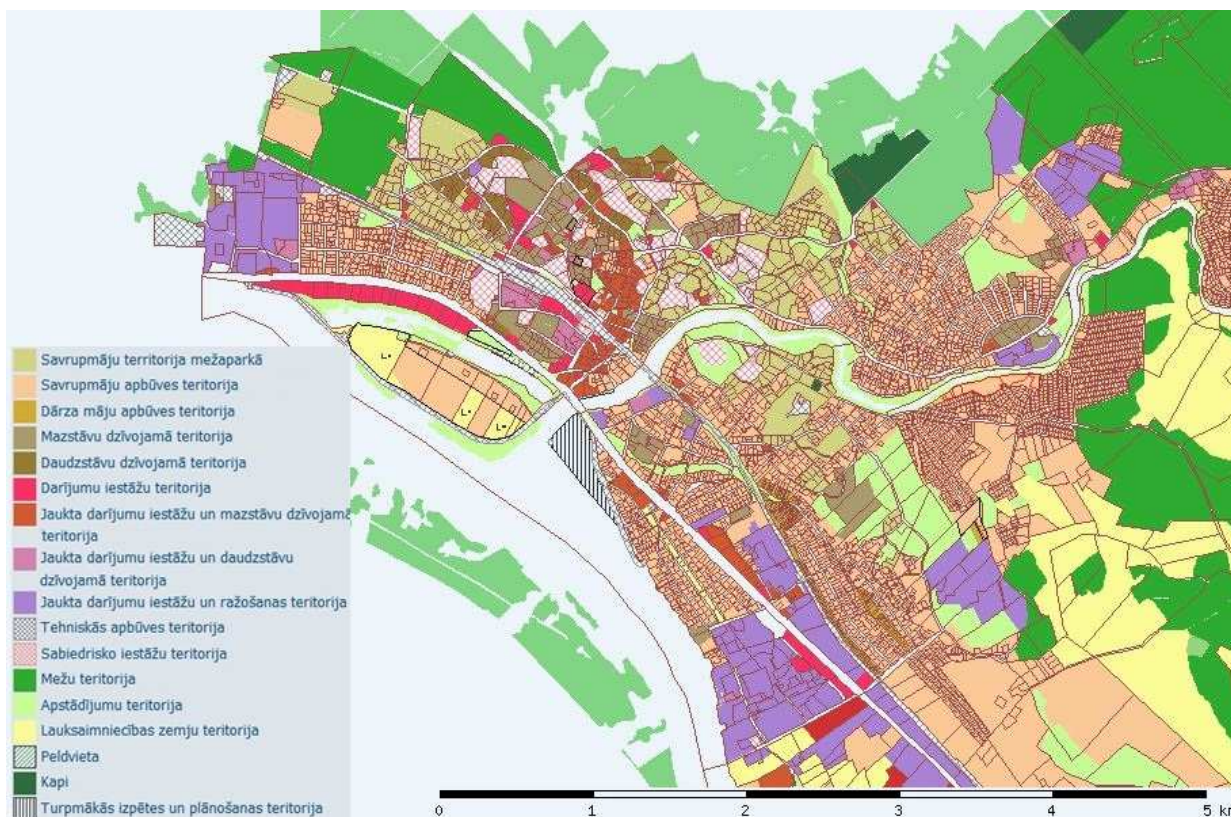 Savrupmāju territorija mežaparkā
Savrupmāju apbūves teritorija
Dārza māju apbūves teritorija
Mazstāvu dzīvojamā teritorija
Daudzstāvu dzīvojamā teritorija
Darījumu iestāžu teritorija
Jaukta darījumu iestāžu un mazstāvu dzīvojamā
teritorija
Jaukta darījumu iestāžu un daudzstāvu
dzīvojamā teritorija
Jaukta darījumu iestāžu un ražošanas teritorija
Tehniskās apbūves teritorija
Sabiedrisko iestāžu teritorija
Mežu teritorija
Apstādījumu teritorija
Lauksaimniecības zemju teritorija
Peldvieta
Kapi
Turpmākās izpētes un plānošanas teritorija
0 1 2 3 4 5 km